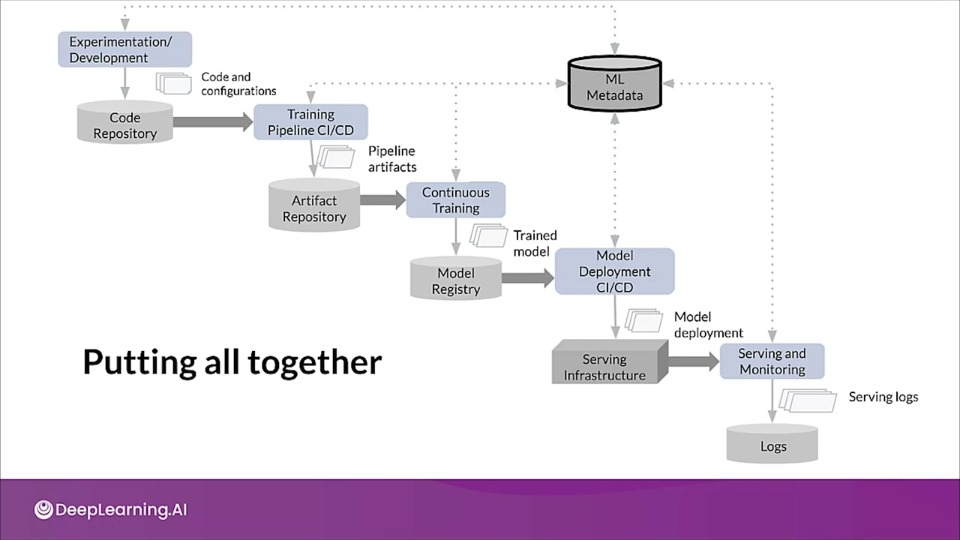 Experimentation/
Development
Code and
configurations
ML
Metadata
Code
Repository
Training
Pipeline CI/CD
Pipeline
artifacts
Artifact
Repository
Continuous
Training
Trained
model
Model
Registry
Model
Deployment
CI/CD
Model
deployment
Putting all together
Serving
Infrastructure
Serving and
Monitoring
Serving logs
Logs
DeepLearning.AI